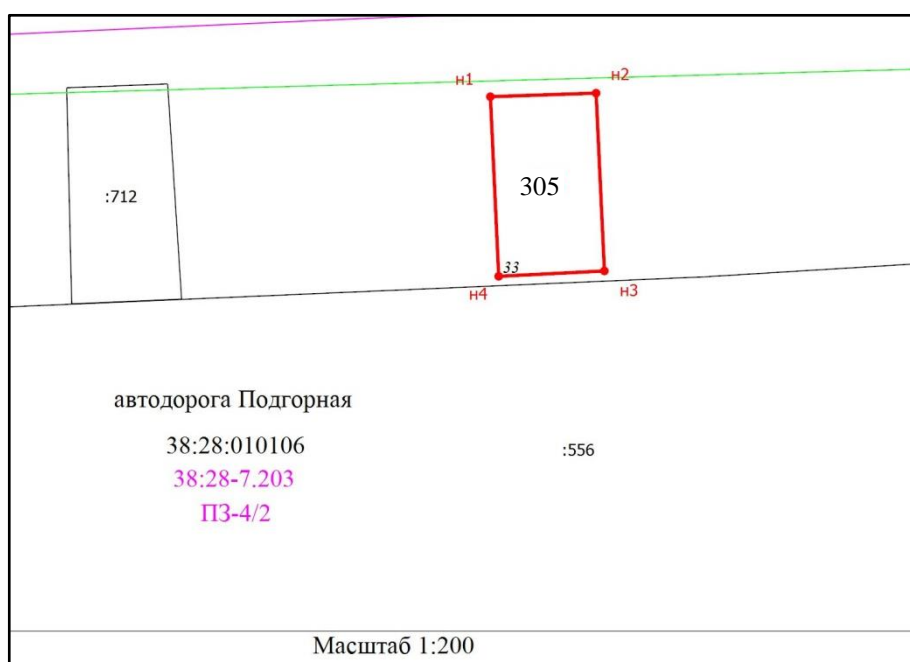 н1
н2
:712
305
33
н4
н3
автодорога Подгорная
38:28:010106
:556
38:28-7.203
ПЗ-4/2
Масштаб 1:200